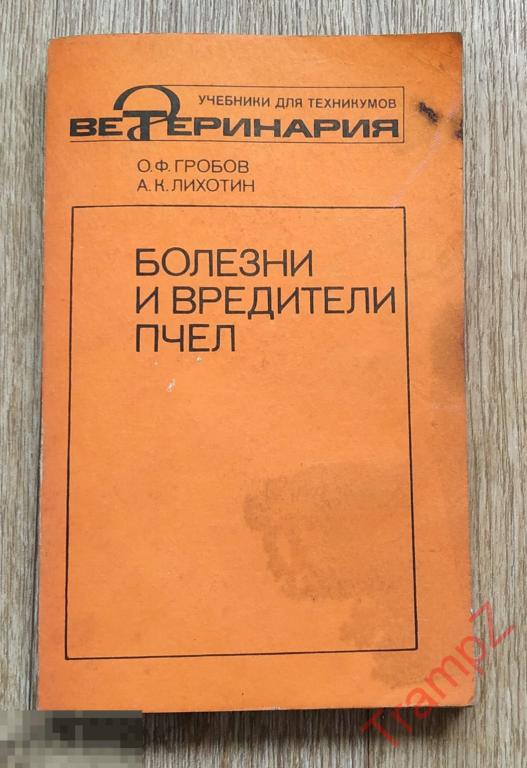 УЧЕБНИКИ ДЛЯ ТЕХНИКУМОВ
ВЕТЕРИНАРИЯ
О.Ф. ГРОБОВ
А.К. ЛИХОТИН
БОЛЕЗНИ
И ВРЕДИТЕЛИ
ПЧЕЛ
TrampZ